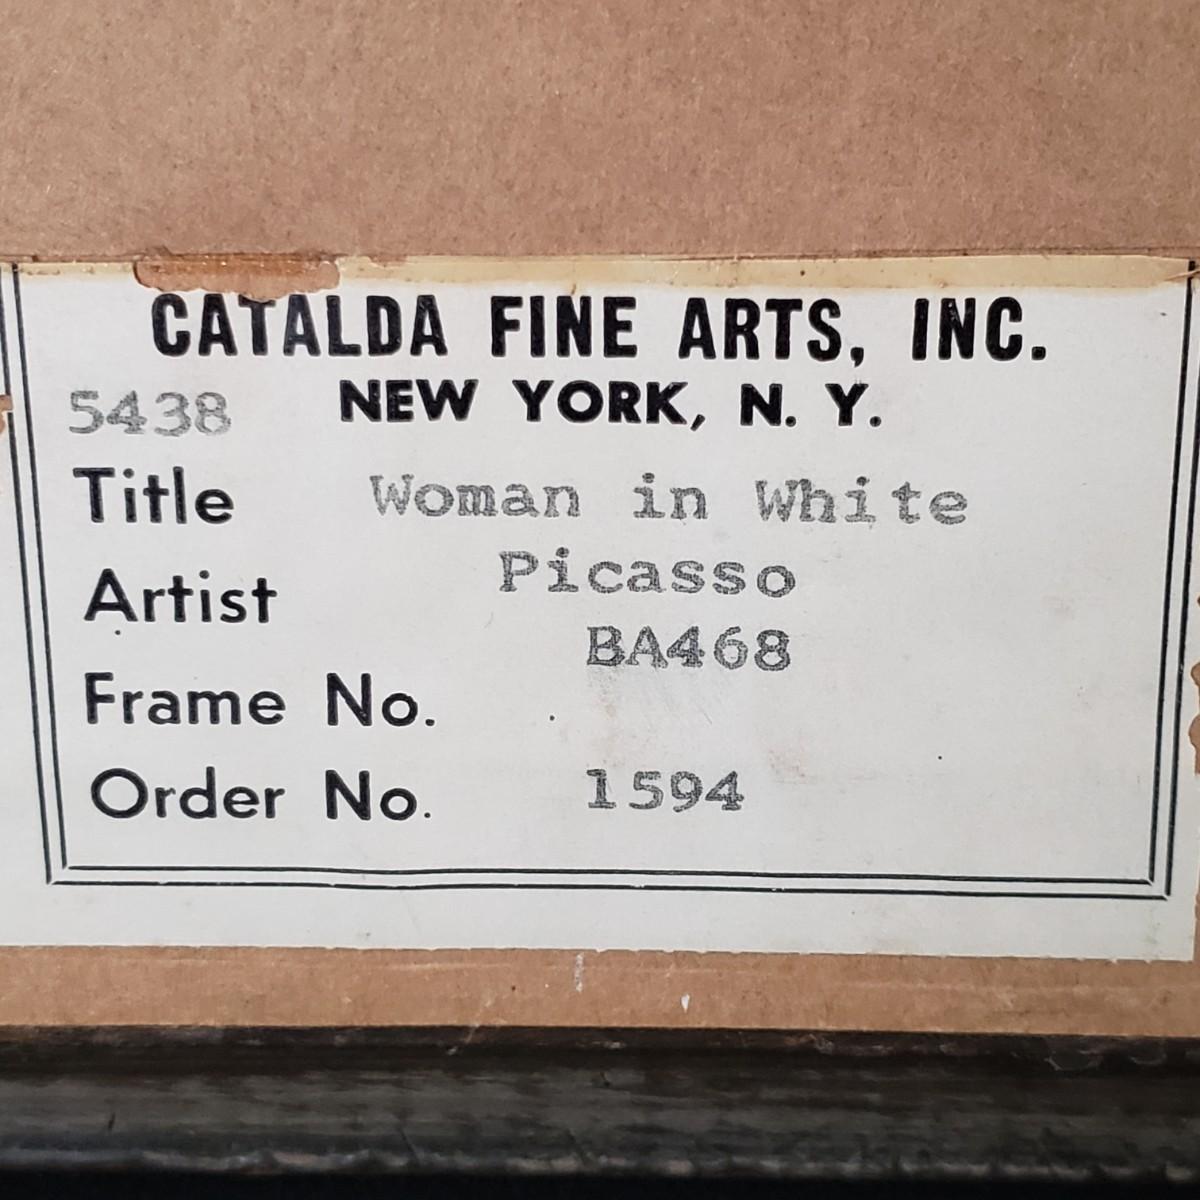 CATALDA FINE ARTS, INC.
5438 NEW YORK, N. Y.
Title Woman in White
Artist Picasso
Frame No. BA468
Order No. 1594